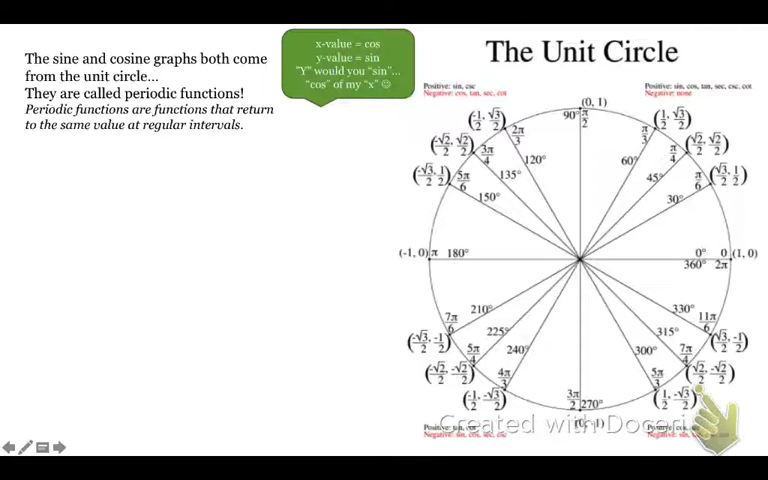 The sine and cosine graphs both come
from the unit circle...
They are called periodic functions!
Periodic functions are functions that return
to the same value at regular intervals.
x-value = cos
y-value = sin
"Y" would you "sin"...
"cos" of my "x" ☺
The Unit Circle
Positive: sin, csc
Negative: cos, tan, sec, cot
Positive: sin, cos, tan, sec, csc, cot
Negative: none
(0, 1)
90° π/2
(-1/2, √3/2) 2π/3 120°
(-√2/2, √2/2) 3π/4 135°
(-√3/2, 1/2) 5π/6 150°
60° π/3 (1/2, √3/2)
45° π/4 (√2/2, √2/2)
30° π/6 (√3/2, 1/2)
(-1, 0) π 180°
0° 0 (1, 0)
360° 2π
210° 7π/6 (-√3/2, -1/2)
225° 5π/4 (-√2/2, -√2/2)
240° 4π/3 (-1/2, -√3/2)
330° 11π/6 (√3/2, -1/2)
315° 7π/4 (√2/2, -√2/2)
300° 5π/3 (1/2, -√3/2)
3π/2 270°
(0, -1)
Created with Doceri
Negative: sin, cos, sec, csc